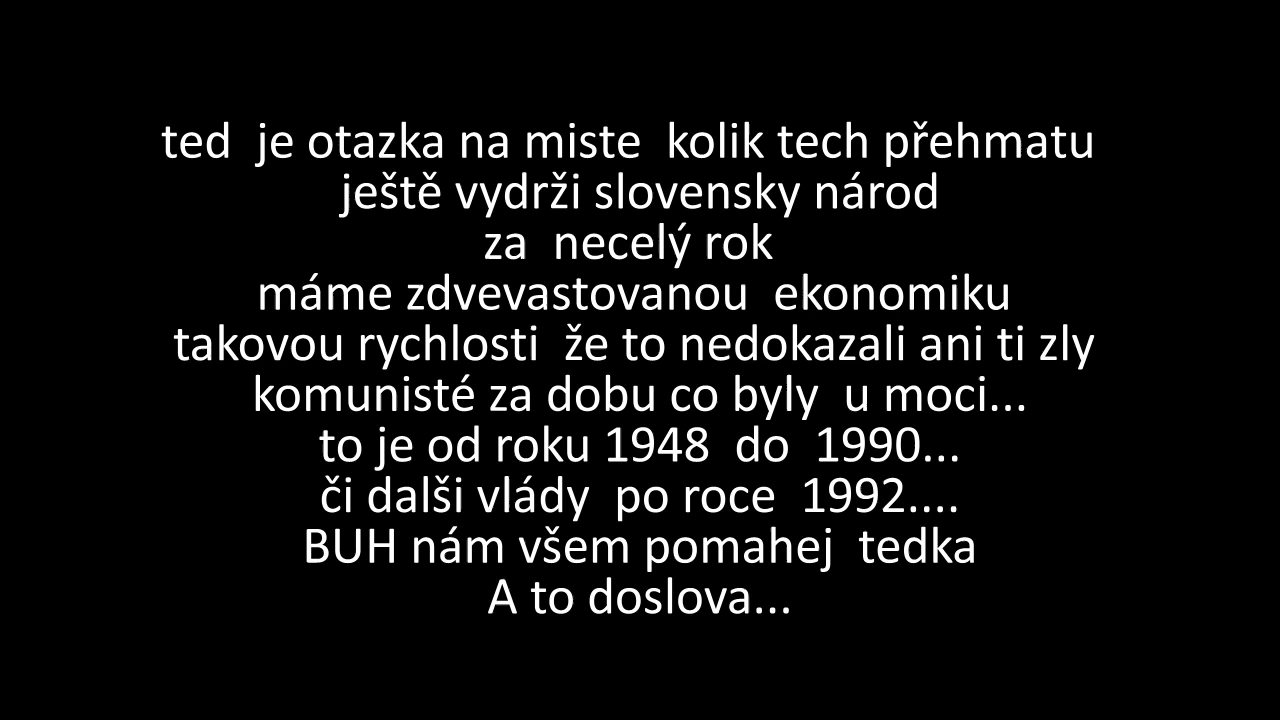 ted je otazka na miste kolik tech přehmatu
ještě vydrži slovensky národ
za necelý rok
máme zdvevastovanou ekonomiku
takovou rychlosti že to nedokazali ani ti zly
komunisté za dobu co byly u moci...
to je od roku 1948 do 1990...
či dalši vlády po roce 1992....
BUH nám všem pomahej tedka
A to doslova...